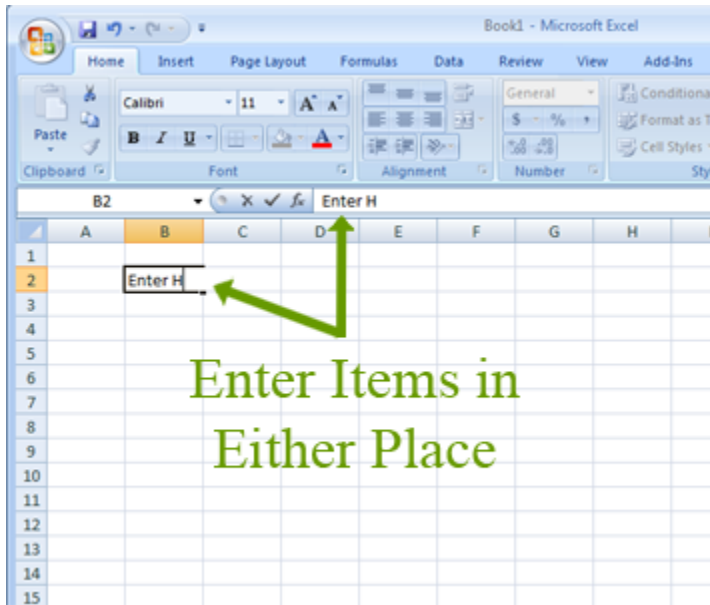 Book1 - Microsoft Excel
Home Insert Page Layout Formulas Data Review View Add-Ins
Calibri 11 A A General Conditiona
Paste B I U A $ % , Format as T
.00 .0 Cell Styles
Clipboard Font Alignment Number Sty
B2 fx Enter H
A B C D E F G H
1
2 Enter H
3
4
5
6
7
8
9
10
11
12
13
14
15
Enter Items in
Either Place